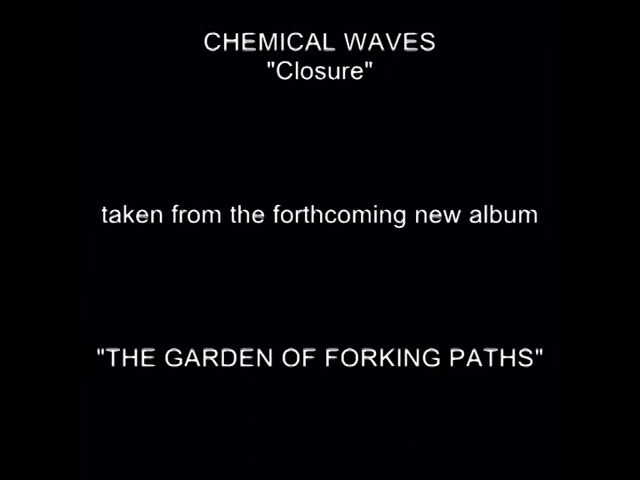 CHEMICAL WAVES
"Closure"
taken from the forthcoming new album
"THE GARDEN OF FORKING PATHS"